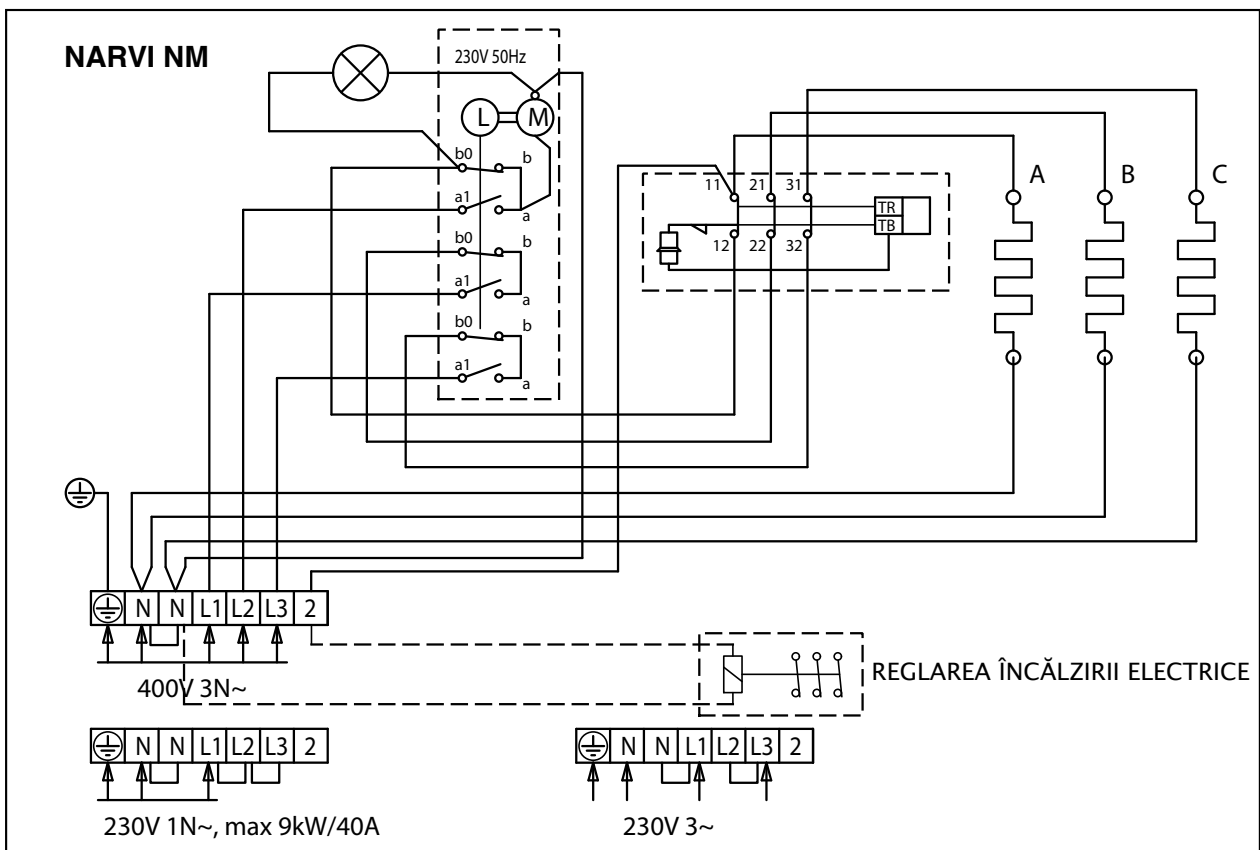 NARVI NM
230V 50Hz
L M
b0 b
a1 a
b0 b
a1 a
b0 b
a1 a
11 21 31
TR
TB
12 22 32
A B C
N N L1 L2 L3 2
400V 3N~
REGLAREA ÎNCĂLZIRII ELECTRICE
N N L1 L2 L3 2
230V 1N~, max 9kW/40A
N N L1 L2 L3 2
230V 3~